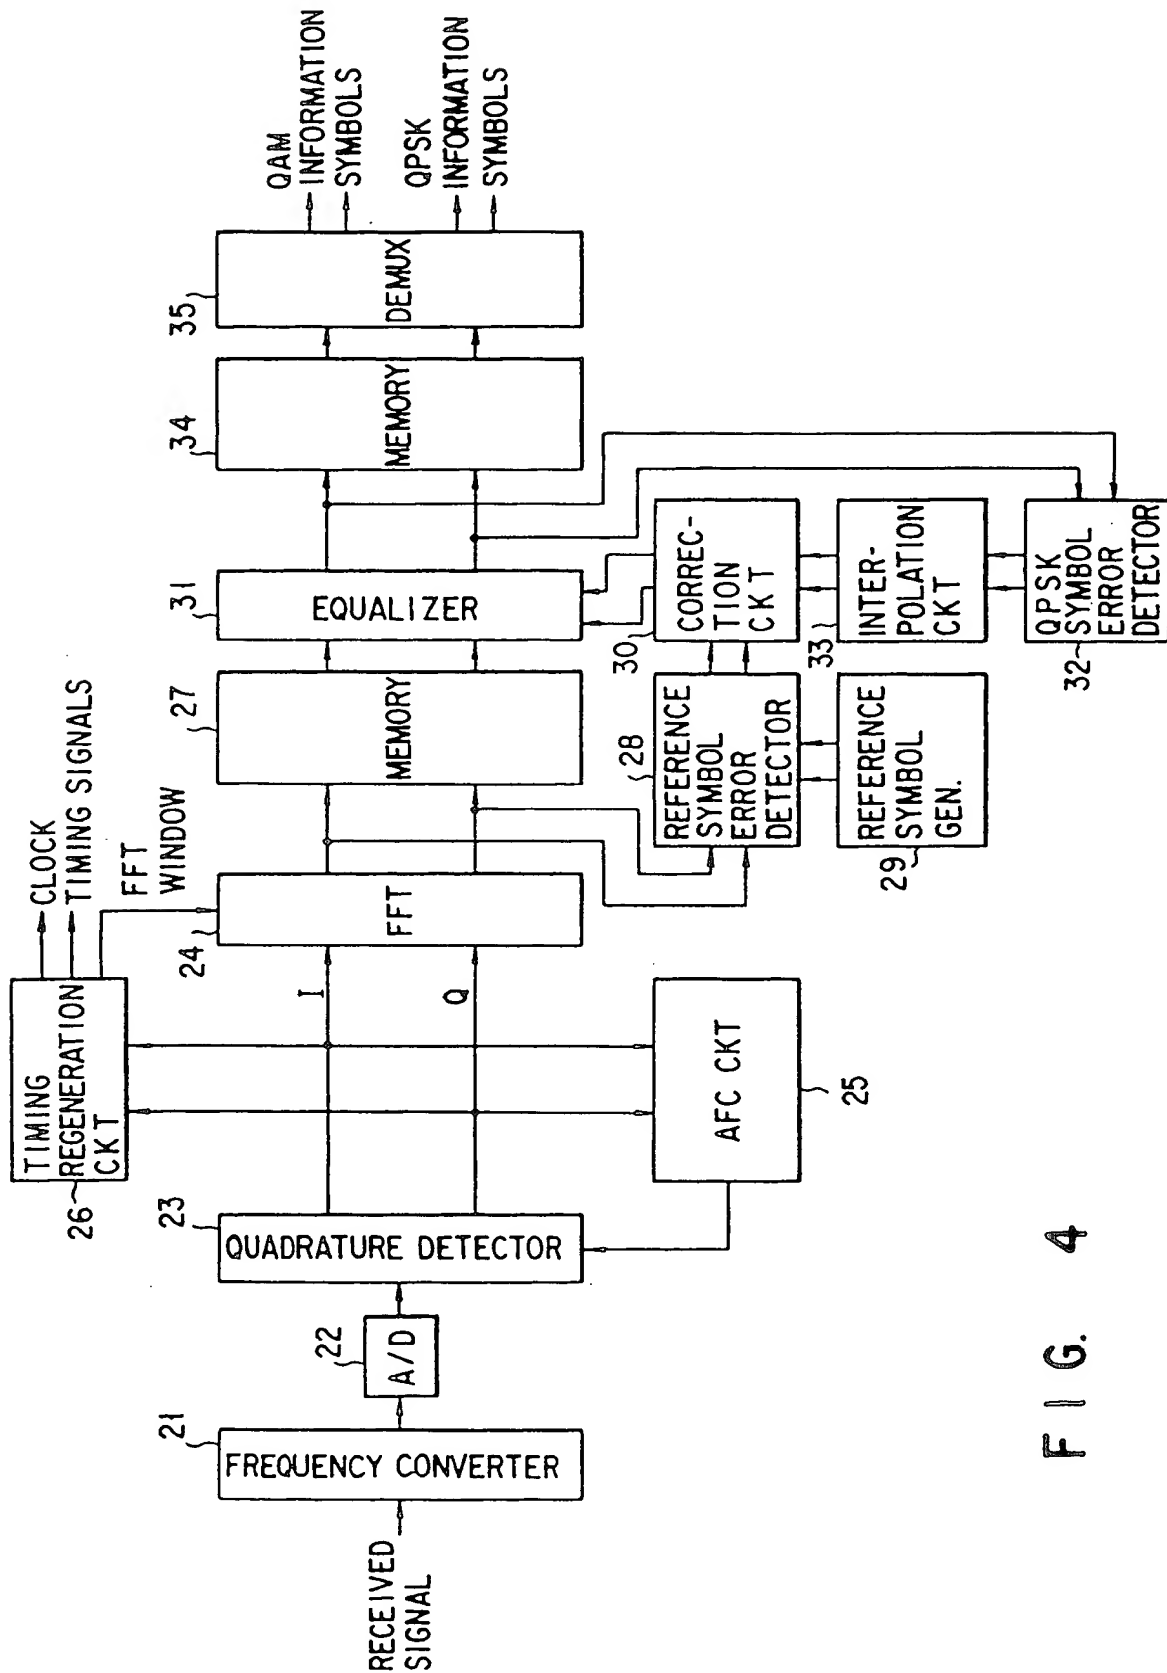 RECEIVED
SIGNAL
21
FREQUENCY CONVERTER
22
A/D
23
QUADRATURE DETECTOR
26
TIMING
REGENERATION
CKT
CLOCK
TIMING SIGNALS
FFT
WINDOW
I
Q
25
AFC CKT
24
FFT
27
MEMORY
28
REFERENCE
SYMBOL
ERROR
DETECTOR
29
REFERENCE
SYMBOL
GEN.
30
CORREC-
TION
CKT
31
EQUALIZER
33
INTER-
POLATION
CKT
32
QPSK
SYMBOL
ERROR
DETECTOR
34
MEMORY
35
DEMUX
QAM
INFORMATION
SYMBOLS
QPSK
INFORMATION
SYMBOLS
FIG. 4